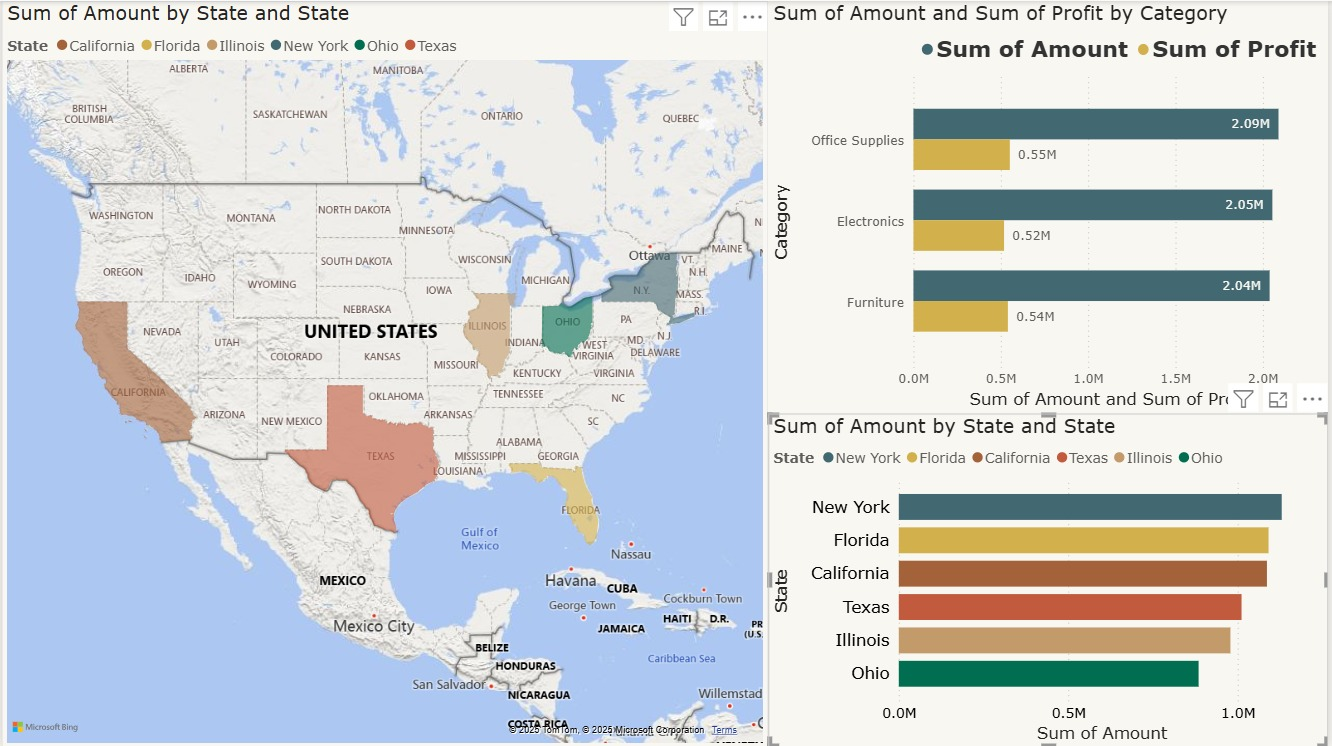 Sum of Amount by State and State
State California Florida Illinois New York Ohio Texas
ALBERTA
MANITOBA
BRITISH
COLUMBIA
SASKATCHEWAN
ONTARIO
QUEBEC
WASHINGTON
MONTANA
NORTH DAKOTA
MINNESOTA
Ottawa
MAINE
VT.
N.H.
OREGON
IDAHO
SOUTH DAKOTA
WISCONSIN
MICHIGAN
WYOMING
IOWA
N.Y.
MASS.
R.I.
NEBRASKA
NEVADA
UTAH
UNITED STATES
ILLINOIS
OHIO
PA
INDIANA
N.J.
MD
DELAWARE
COLORADO
KANSAS
MISSOURI
WEST
VIRGINIA
KENTUCKY
VIRGINIA
CALIFORNIA
OKLAHOMA
TENNESSEE
NC
ARIZONA
NEW MEXICO
ARKANSAS
SC
TEXAS
ALABAMA
MISSISSIPPI
GEORGIA
LOUISIANA
FLORIDA
Gulf of
Mexico
Nassau
MEXICO
Havana
CUBA
Cockburn Town
George Town
HAITI
D.R.
Mexico City
JAMAICA
PR
(U.S.
BELIZE
Caribbean Sea
HONDURAS
San Salvador
NICARAGUA
Willemstad
COSTA RICA
Microsoft Bing
© 2025 TomTom, © 2025 Microsoft Corporation Terms
Sum of Amount and Sum of Profit by Category
Sum of Amount Sum of Profit
Category
Office Supplies
2.09M
0.55M
Electronics
2.05M
0.52M
Furniture
2.04M
0.54M
0.0M 0.5M 1.0M 1.5M 2.0M
Sum of Amount and Sum of Pr
Sum of Amount by State and State
State New York Florida California Texas Illinois Ohio
State
New York
Florida
California
Texas
Illinois
Ohio
0.0M 0.5M 1.0M
Sum of Amount